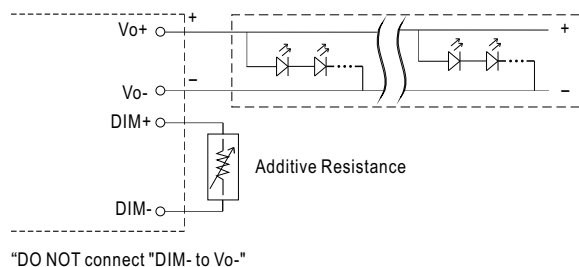 Vo+
+
+
−
Vo-
−
DIM+
Additive Resistance
DIM-
“DO NOT connect "DIM- to Vo-"